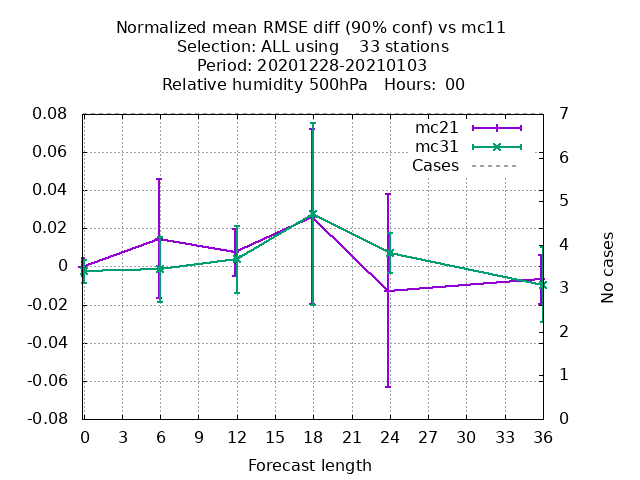 Normalized mean RMSE diff (90% conf) vs mc11
Selection: ALL using    33 stations
Period: 20201228-20210103
Relative humidity 500hPa   Hours:  00
0.08
0.06
0.04
0.02
0
-0.02
-0.04
-0.06
-0.08
mc21
mc31
Cases
7
6
5
4
3
2
1
0
No cases
0 3 6 9 12 15 18 21 24 27 30 33 36
Forecast length